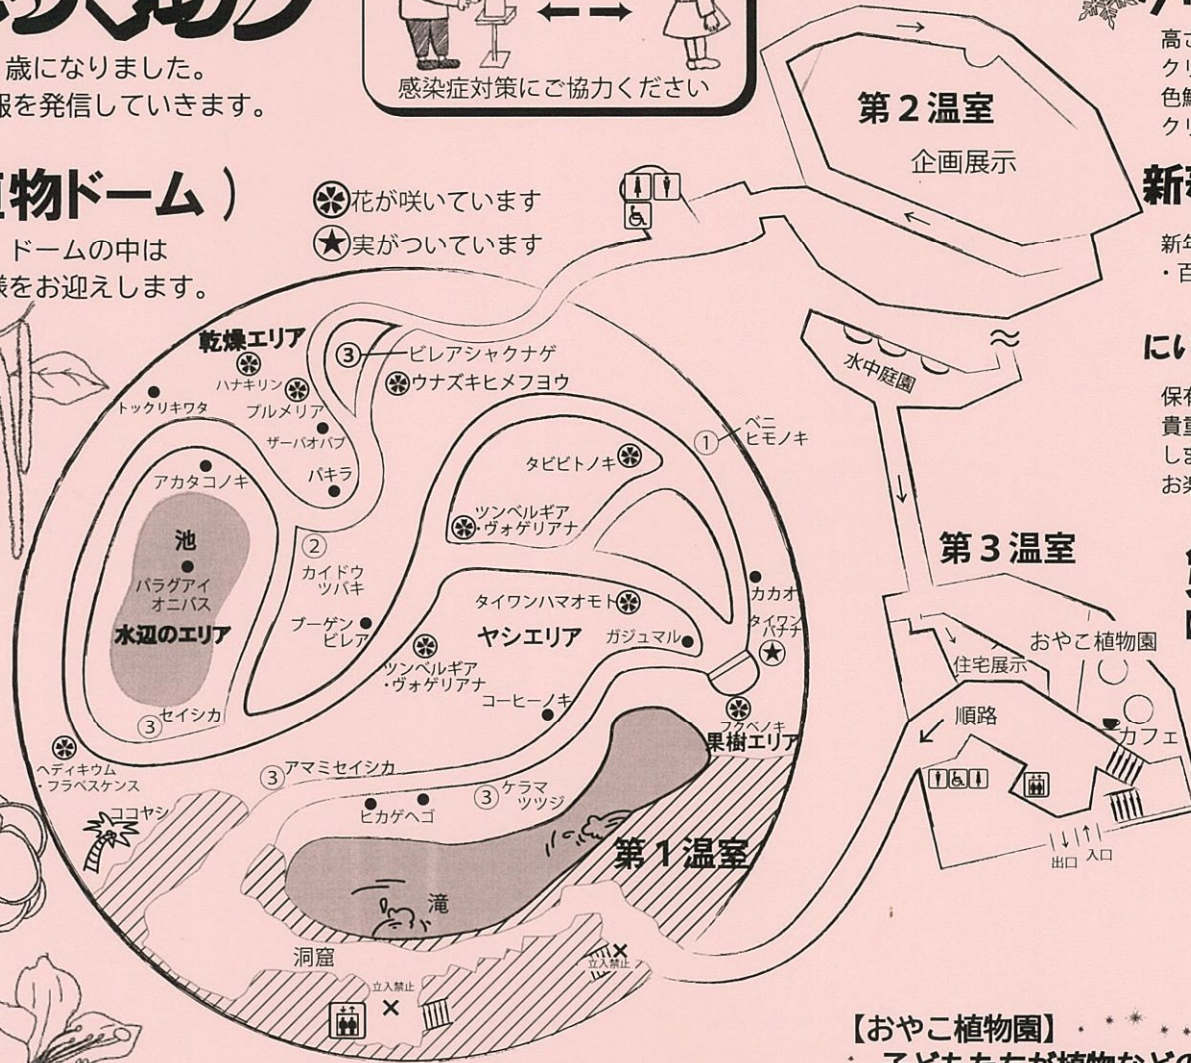 歳になりました。
報を発信していきます。
感染症対策にご協力ください
物ドーム）
ドームの中は
様をお迎えします。
花が咲いています
実がついています
第２温室
企画展示
高さ
クリ
色鮮
クリ
新年
・百
にい
保存
しま
お楽
乾燥エリア
ハナキリン
プルメリア
トックリキワタ
ザーバオバブ
パキラ
③
ビレアシャクナゲ
ウナズキヒメフヨウ
①
ベニ
ヒモノキ
水中庭園
アカタコノキ
池
パラグアイ
オニバス
水辺のエリア
③
セイシカ
②
カイドウ
ツバキ
ブーゲン
ビレア
タビビトノキ
ツンベルギア
・ヴォゲリアナ
タイワンハマオモト
ヤシエリア
ガジュマル
ツンベルギア
・ヴォゲリアナ
コーヒーノキ
カカオ
タイワン
バナナ
フクベノキ
果樹エリア
第３温室
おやこ植物園
住宅展示
順路
カフェ
出口
入口
ヘディキウム
・フラベスケンス
ココヤシ
③
アマミセイシカ
ヒカゲヘゴ
③
ケラマ
ツツジ
第１温室
滝
洞窟
立入禁止
立入禁止
【おやこ植物園】